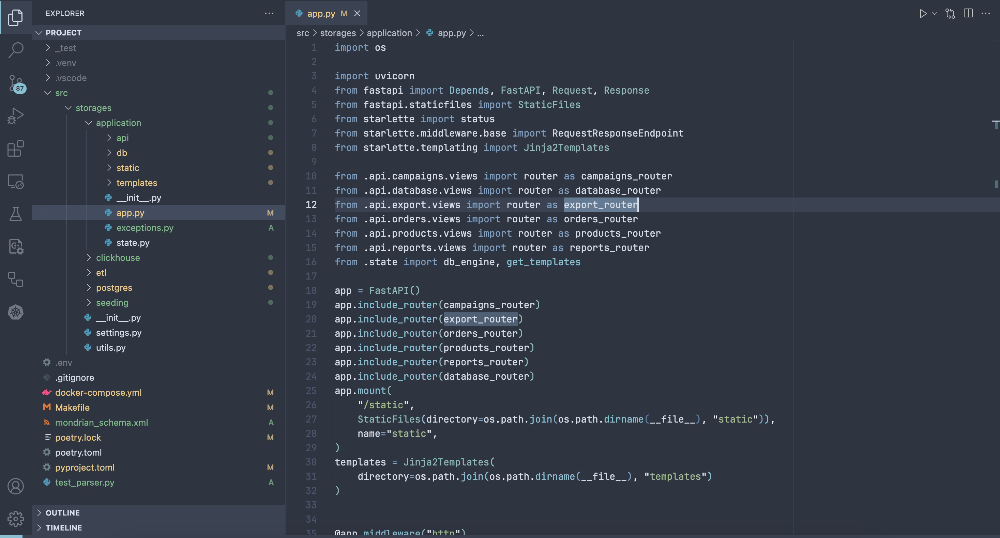 EXPLORER
PROJECT
_test
.venv
.vscode
87
src
storages
application
api
db
static
templates
__init__.py
app.py M
exceptions.py A
state.py
clickhouse
etl
postgres
seeding
__init__.py
settings.py
utils.py
.env
.gitignore
docker-compose.yml M
Makefile M
mondrian_schema.xml A
poetry.lock M
poetry.toml
pyproject.toml M
test_parser.py A
OUTLINE
TIMELINE
app.py M
src > storages > application > app.py > ...
1 import os
2
3 import uvicorn
4 from fastapi import Depends, FastAPI, Request, Response
5 from fastapi.staticfiles import StaticFiles
6 from starlette import status
7 from starlette.middleware.base import RequestResponseEndpoint
8 from starlette.templating import Jinja2Templates
9
10 from .api.campaigns.views import router as campaigns_router
11 from .api.database.views import router as database_router
12 from .api.export.views import router as export_router
13 from .api.orders.views import router as orders_router
14 from .api.products.views import router as products_router
15 from .api.reports.views import router as reports_router
16 from .state import db_engine, get_templates
17
18 app = FastAPI()
19 app.include_router(campaigns_router)
20 app.include_router(export_router)
21 app.include_router(orders_router)
22 app.include_router(products_router)
23 app.include_router(reports_router)
24 app.include_router(database_router)
25 app.mount(
26     "/static",
27     StaticFiles(directory=os.path.join(os.path.dirname(__file__), "static")),
28     name="static",
29 )
30 templates = Jinja2Templates(
31     directory=os.path.join(os.path.dirname(__file__), "templates")
32 )
33
34
35 @app.middleware("http")